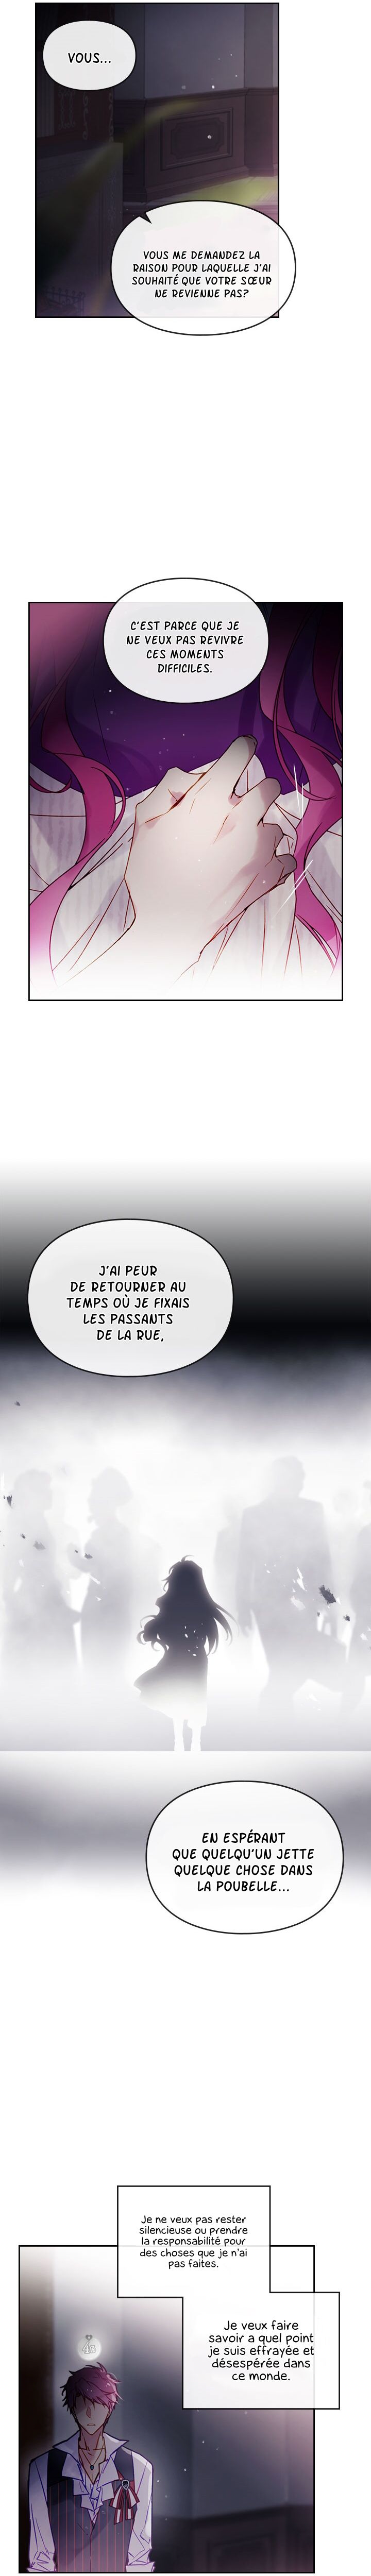 VOUS...
VOUS ME DEMANDEZ LA
RAISON POUR LAQUELLE J'AI
SOUHAITÉ QUE VOTRE SŒUR
NE REVIENNE PAS?
C'EST PARCE QUE JE
NE VEUX PAS REVIVRE
CES MOMENTS
DIFFICILES.
J'AI PEUR
DE RETOURNER AU
TEMPS OÙ JE FIXAIS
LES PASSANTS
DE LA RUE,
EN ESPÉRANT
QUE QUELQU'UN JETTE
QUELQUE CHOSE DANS
LA POUBELLE...
Je ne veux pas rester
silencieuse ou prendre
la responsabilité pour
des choses que je n'ai
pas faites.
Je veux faire
savoir a quel point
je suis effrayée et
désespérée dans
ce monde.